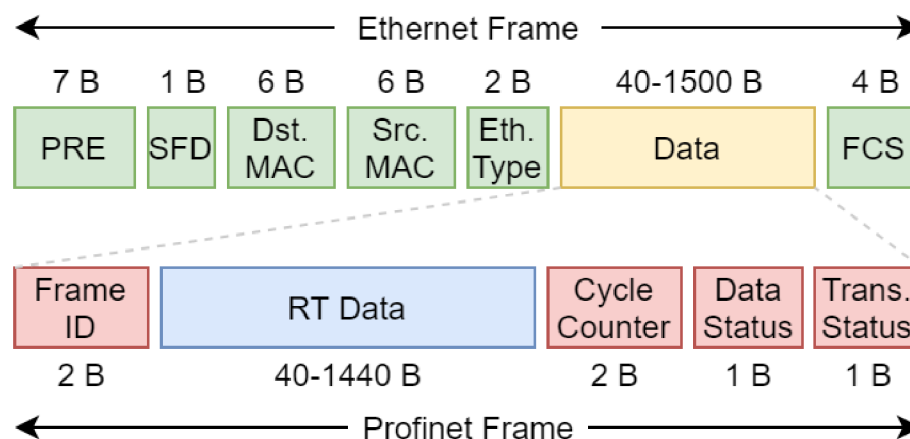 Ethernet Frame
7 B 1 B 6 B 6 B 2 B 40-1500 B 4 B
PRE SFD Dst. MAC Src. MAC Eth. Type Data FCS
Frame ID RT Data Cycle Counter Data Status Trans. Status
2 B 40-1440 B 2 B 1 B 1 B
Profinet Frame